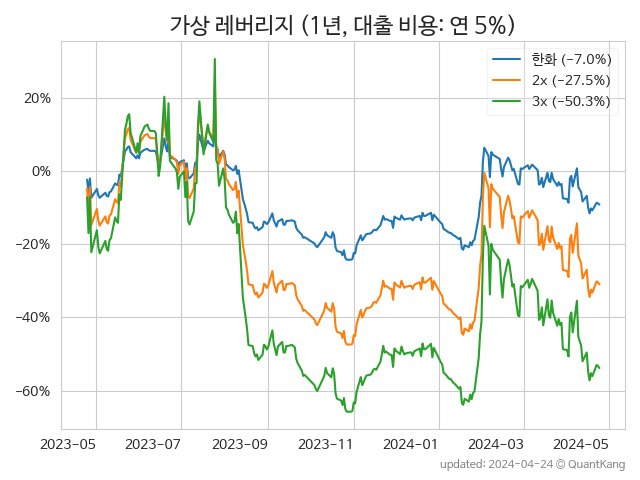 가상 레버리지 (1년, 대출 비용: 연 5%)
한화 (−7.0%)
2x (−27.5%)
3x (−50.3%)
20%
0%
−20%
−40%
−60%
2023−05 2023−07 2023−09 2023−11 2024−01 2024−03 2024−05
updated: 2024-04-24 © QuantKang